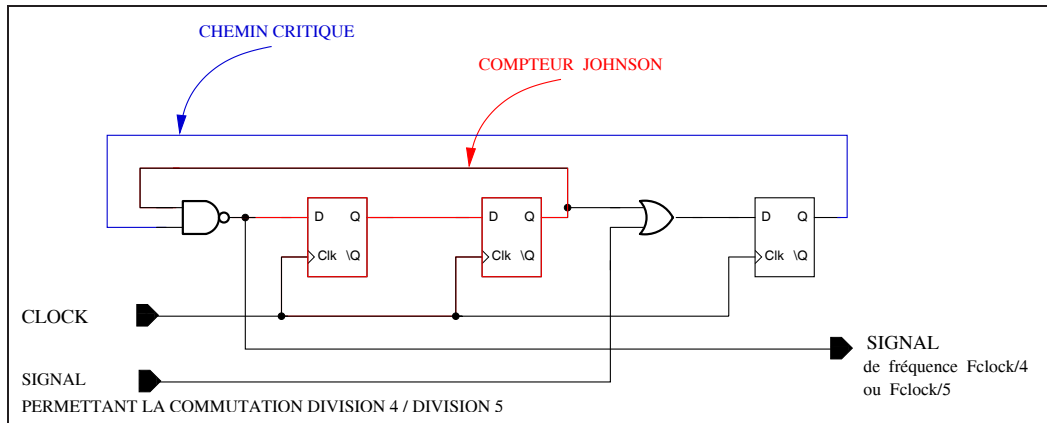 CHEMIN CRITIQUE
COMPTEUR JOHNSON
D Q
Clk \Q
D Q
Clk \Q
D Q
Clk \Q
CLOCK
SIGNAL
de fréquence Fclock/4
ou Fclock/5
SIGNAL
PERMETTANT LA COMMUTATION DIVISION 4 / DIVISION 5